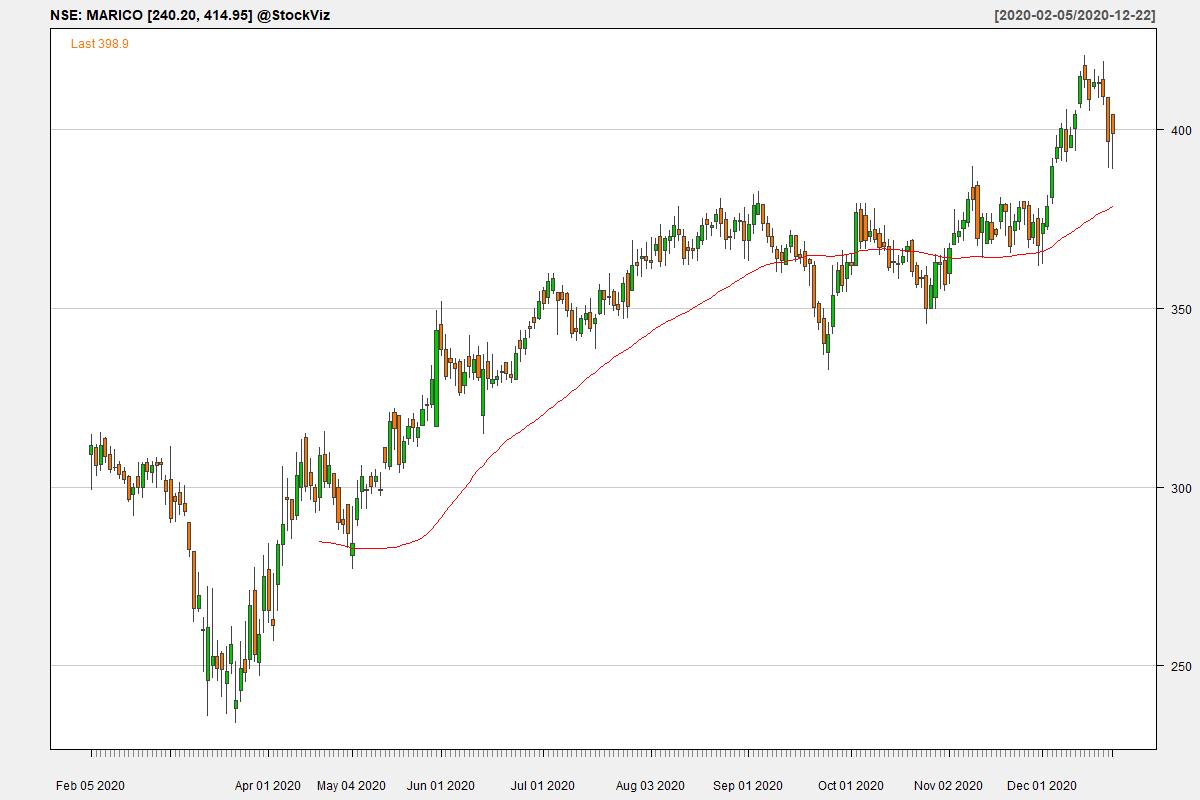 NSE: MARICO [240.20, 414.95] @StockViz
[2020-02-05/2020-12-22]
Last 398.9
400
350
300
250
Feb 05 2020
Apr 01 2020
May 04 2020
Jun 01 2020
Jul 01 2020
Aug 03 2020
Sep 01 2020
Oct 01 2020
Nov 02 2020
Dec 01 2020